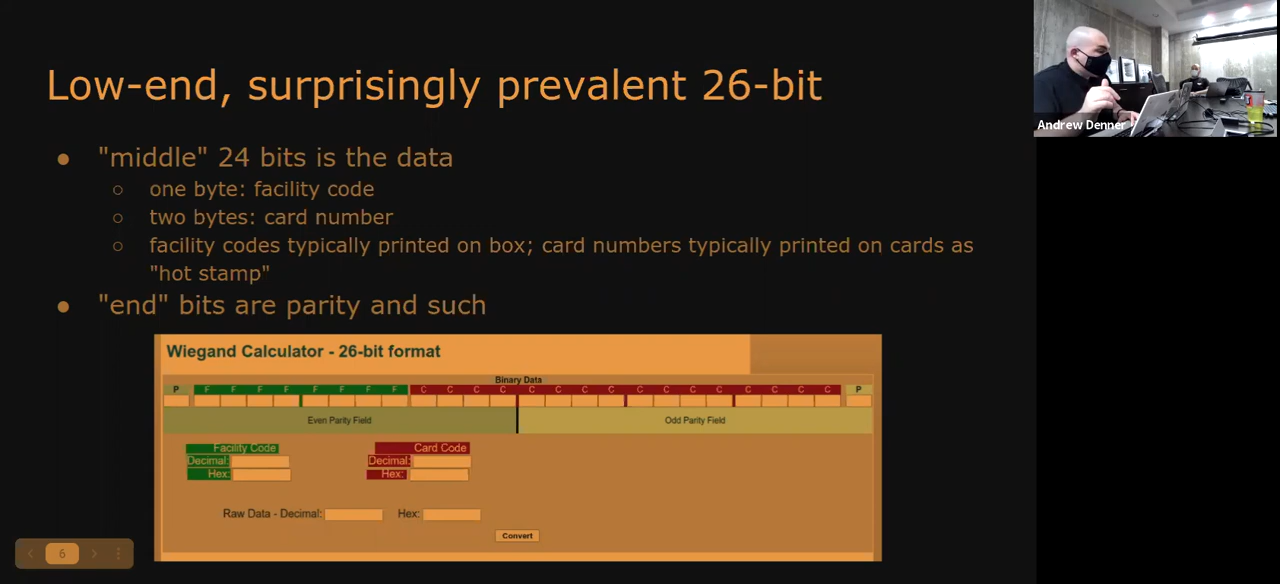 Low-end, surprisingly prevalent 26-bit
● "middle" 24 bits is the data
○ one byte: facility code
○ two bytes: card number
○ facility codes typically printed on box; card numbers typically printed on cards as
"hot stamp"
● "end" bits are parity and such
Wiegand Calculator - 26-bit format
Binary Data
P F F F F F F F F C C C C C C C C C C C C C C C C P
Even Parity Field Odd Parity Field
Facility Code Card Code
Decimal: Decimal:
Hex: Hex:
Raw Data - Decimal: Hex:
Convert
6
Andrew Denner